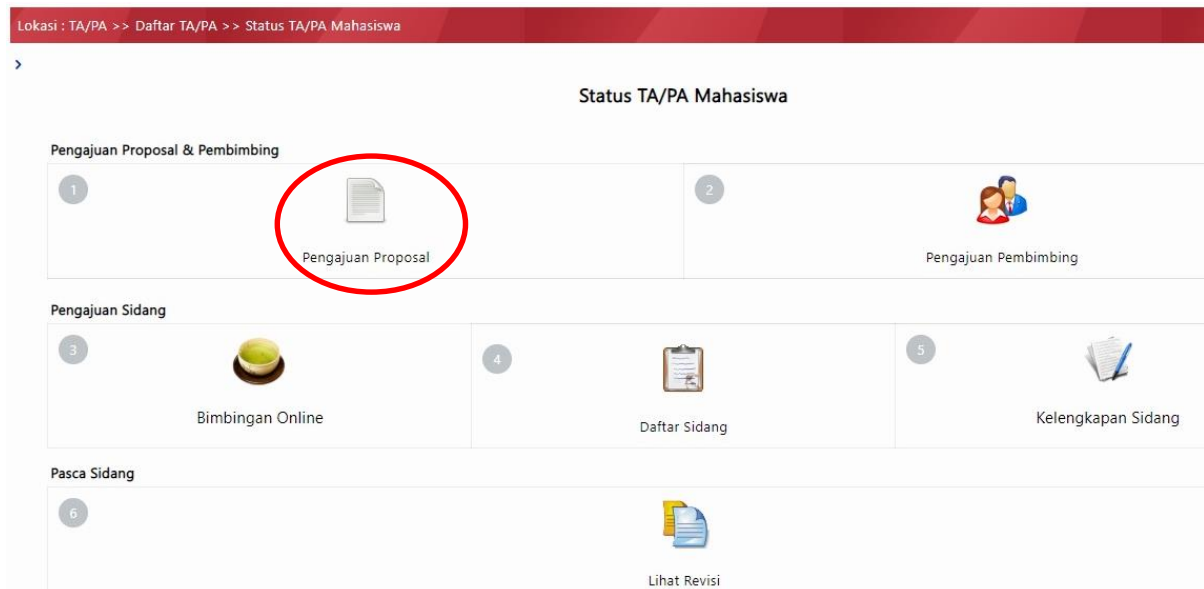 Lokasi : TA/PA >> Daftar TA/PA >> Status TA/PA Mahasiswa
Status TA/PA Mahasiswa
Pengajuan Proposal & Pembimbing
1
Pengajuan Proposal
2
Pengajuan Pembimbing
Pengajuan Sidang
3
Bimbingan Online
4
Daftar Sidang
5
Kelengkapan Sidang
Pasca Sidang
6
Lihat Revisi